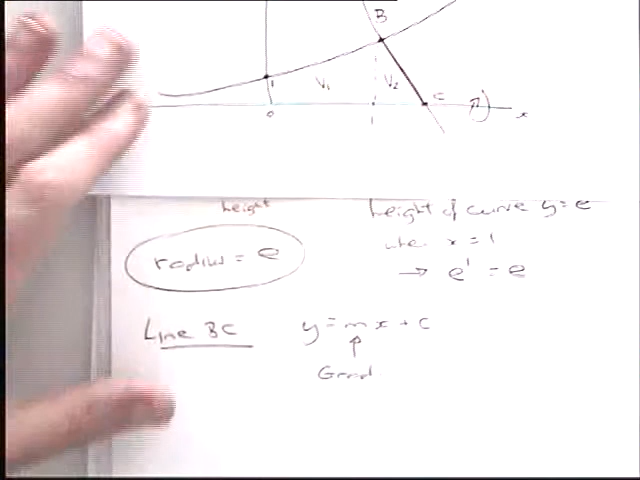 B
1
V₁
V₂
C
0
1
x
height
radius = e
height of curve y = e
when x = 1
→ e¹ = e
Line BC
y = mx + c
Grad